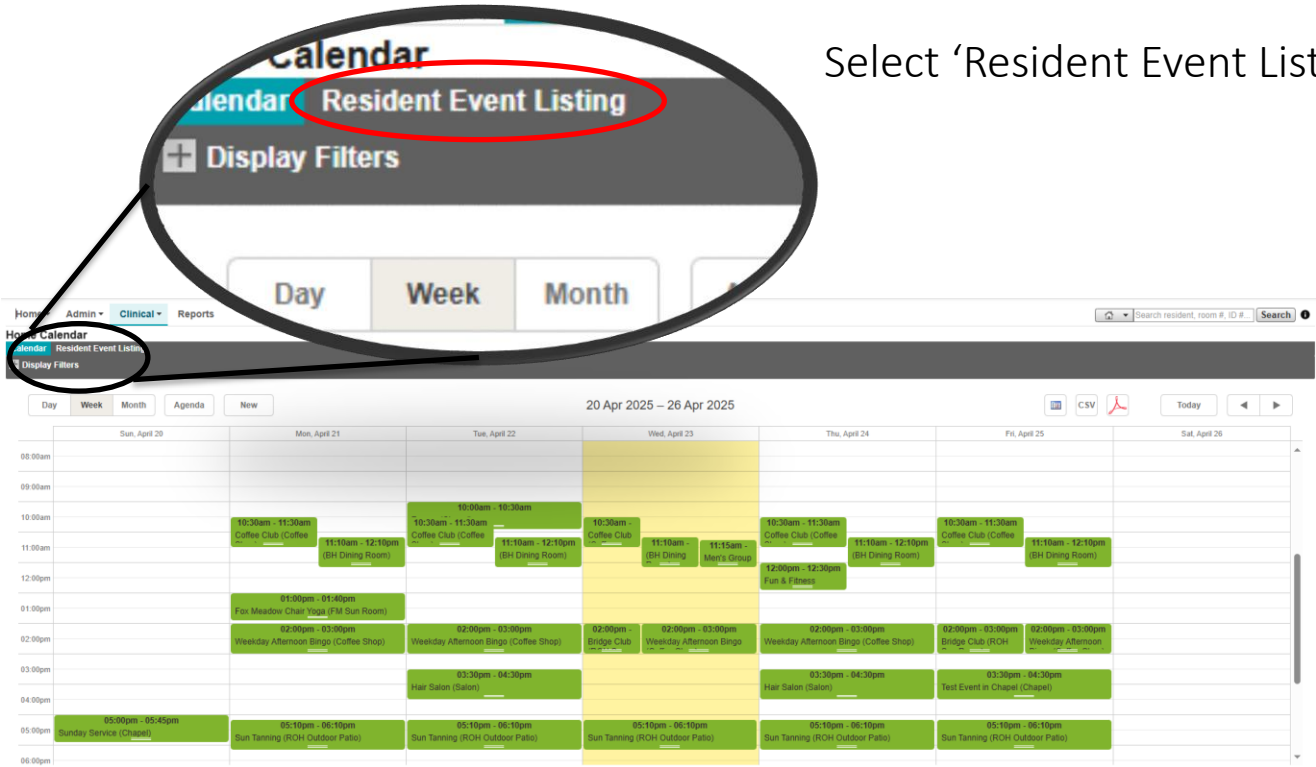 Select ‘Resident Event List
Calendar
Calendar Resident Event Listing
Display Filters
Day Week Month
Home Admin Clinical Reports
Search resident, room #, ID #... Search
Home Calendar
Calendar Resident Event Listing
Display Filters
Day Week Month Agenda New
20 Apr 2025 – 26 Apr 2025
CSV Today
Sun, April 20 Mon, April 21 Tue, April 22 Wed, April 23 Thu, April 24 Fri, April 25 Sat, April 26
08:00am
09:00am
10:00am - 10:30am
10:00am
10:30am - 11:30am 10:30am - 11:30am 10:30am - 10:30am - 11:30am 10:30am - 11:30am
Coffee Club (Coffee Coffee Club (Coffee Coffee Club Coffee Club (Coffee Coffee Club (Coffee
11:10am - 12:10pm 11:10am - 12:10pm 11:10am - 11:15am - 11:10am - 12:10pm 11:10am - 12:10pm
11:00am
(BH Dining Room) (BH Dining Room) (BH Dining Men's Group (BH Dining Room) (BH Dining Room)
12:00pm - 12:30pm
12:00pm
Fun & Fitness
01:00pm - 01:40pm
01:00pm
Fox Meadow Chair Yoga (FM Sun Room)
02:00pm - 03:00pm 02:00pm - 03:00pm 02:00pm - 02:00pm - 03:00pm 02:00pm - 03:00pm 02:00pm - 03:00pm 02:00pm - 03:00pm
02:00pm
Weekday Afternoon Bingo (Coffee Shop) Weekday Afternoon Bingo (Coffee Shop) Bridge Club Weekday Afternoon Bingo Weekday Afternoon Bingo (Coffee Shop) Bridge Club (ROH Weekday Afternoon
03:00pm
03:30pm - 04:30pm 03:30pm - 04:30pm 03:30pm - 04:30pm
Hair Salon (Salon) Hair Salon (Salon) Test Event in Chapel (Chapel)
04:00pm
05:00pm - 05:45pm
05:10pm - 06:10pm 05:10pm - 06:10pm 05:10pm - 06:10pm 05:10pm - 06:10pm 05:10pm - 06:10pm
05:00pm
Sunday Service (Chapel)
Sun Tanning (ROH Outdoor Patio) Sun Tanning (ROH Outdoor Patio) Sun Tanning (ROH Outdoor Patio) Sun Tanning (ROH Outdoor Patio) Sun Tanning (ROH Outdoor Patio)
06:00pm